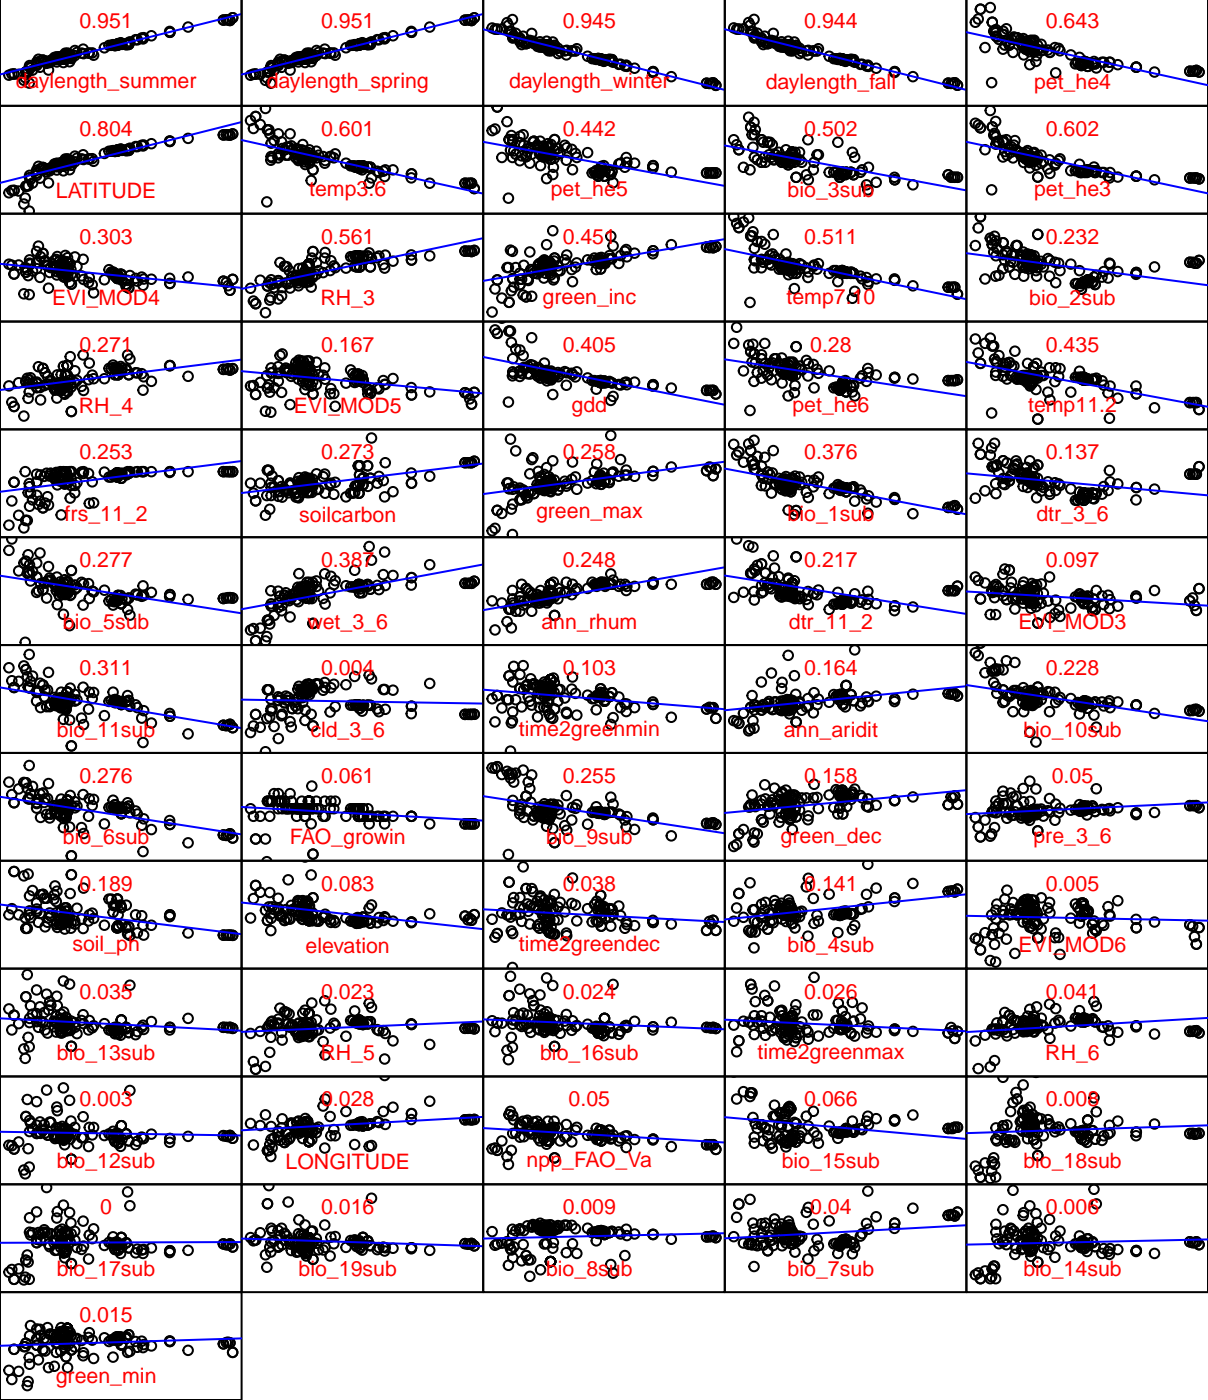 0.951 0.951 0.945 0.944 0.643
daylength_summer daylength_spring daylength_winter daylength_fall pet_he4
0.804 0.601 0.442 0.502 0.602
LATITUDE temp3.6 pet_he5 bio_3sub pet_he3
0.303 0.561 0.451 0.511 0.232
EVI_MOD4 RH_3 green_inc temp7.10 bio_2sub
0.271 0.167 0.405 0.28 0.435
RH_4 EVI_MOD5 gdd pet_he6 temp11.2
0.253 0.273 0.258 0.376 0.137
frs_11_2 soilcarbon green_max bio_1sub dtr_3_6
0.277 0.387 0.248 0.217 0.097
bio_5sub wet_3_6 ann_rhum dtr_11_2 EVI_MOD3
0.311 0.004 0.103 0.164 0.228
bio_11sub cld_3_6 time2greenmin ann_aridit bio_10sub
0.276 0.061 0.255 0.158 0.05
bio_6sub FAO_growin bio_9sub green_dec pre_3_6
0.189 0.083 0.038 0.141 0.005
soil_ph elevation time2greendec bio_4sub EVI_MOD6
0.035 0.023 0.024 0.026 0.041
bio_13sub RH_5 bio_16sub time2greenmax RH_6
0.003 0.028 0.05 0.066 0.008
bio_12sub LONGITUDE npp_FAO_Va bio_15sub bio_18sub
0 0.016 0.009 0.04 0.006
bio_17sub bio_19sub bio_8sub bio_7sub bio_14sub
0.015
green_min